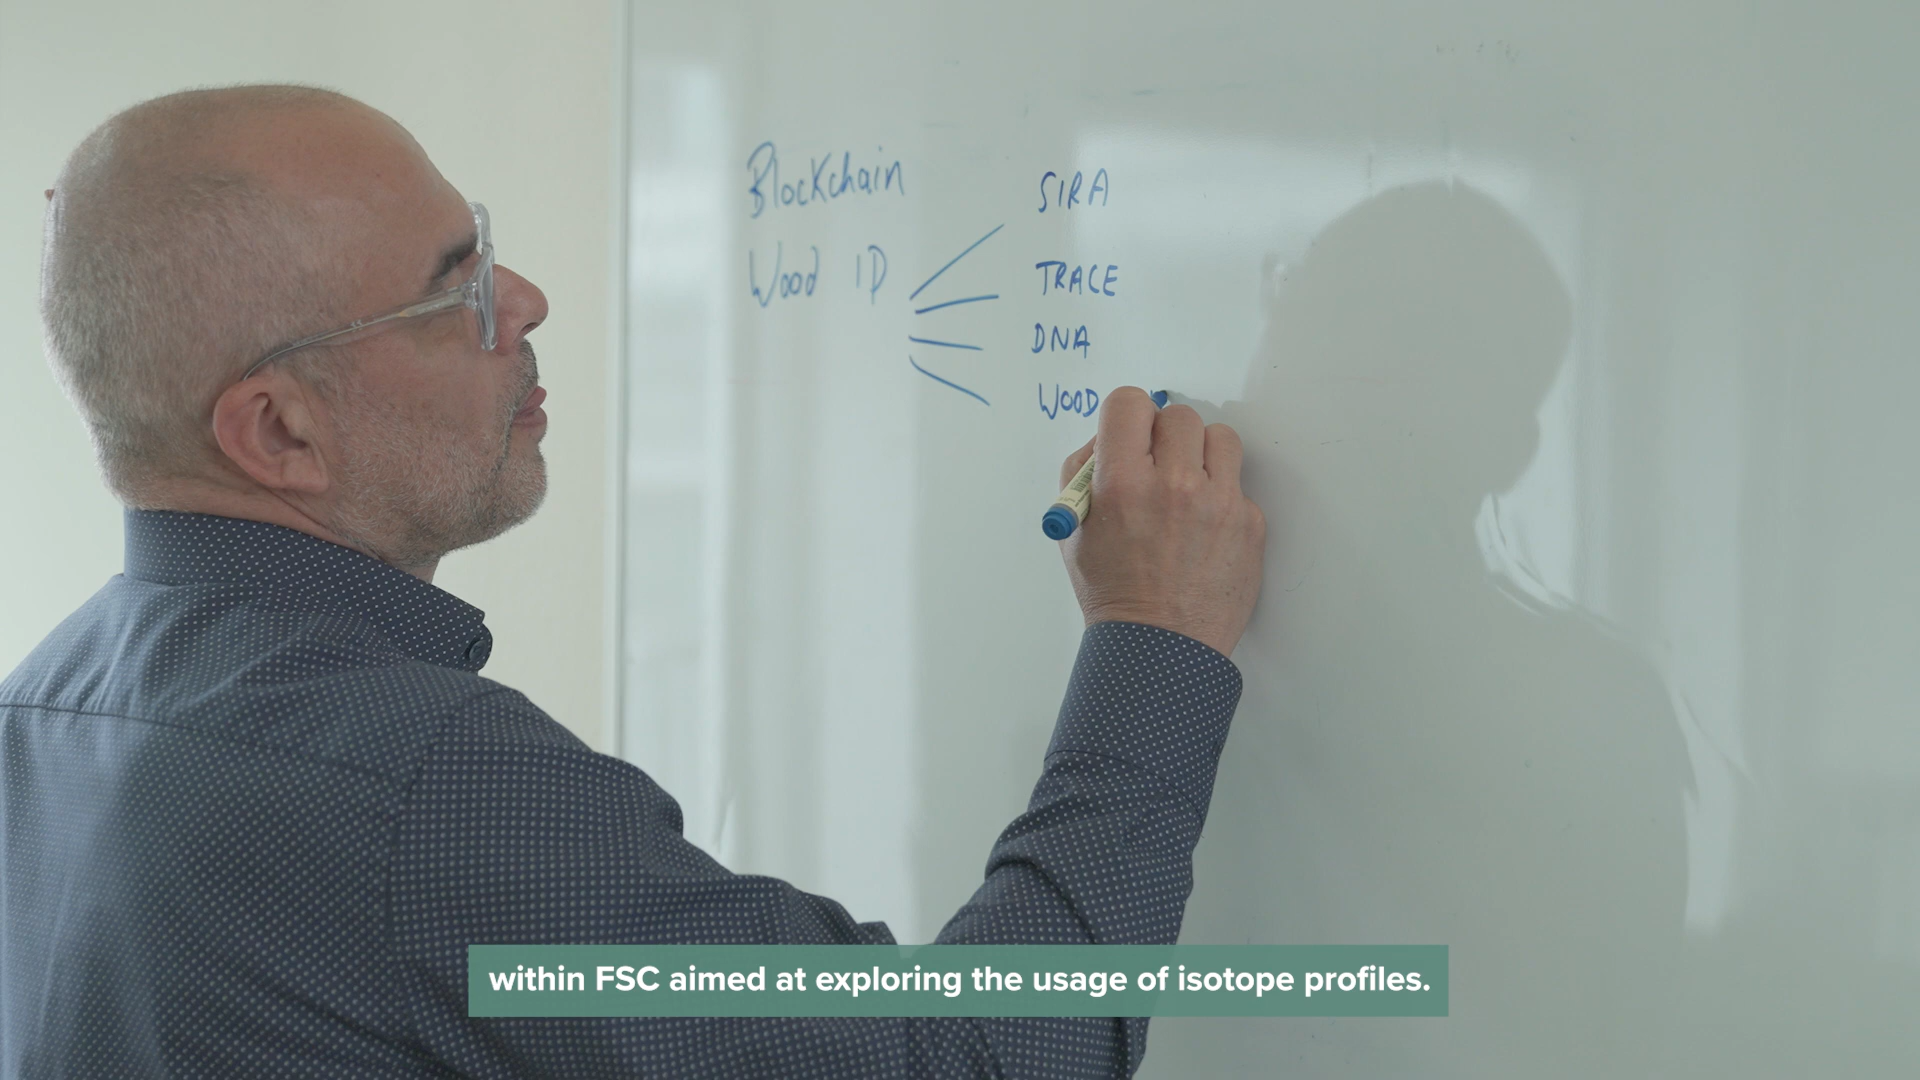 Blockchain
Wood ID
SIRA
TRACE
DNA
WOOD
within FSC aimed at exploring the usage of isotope profiles.